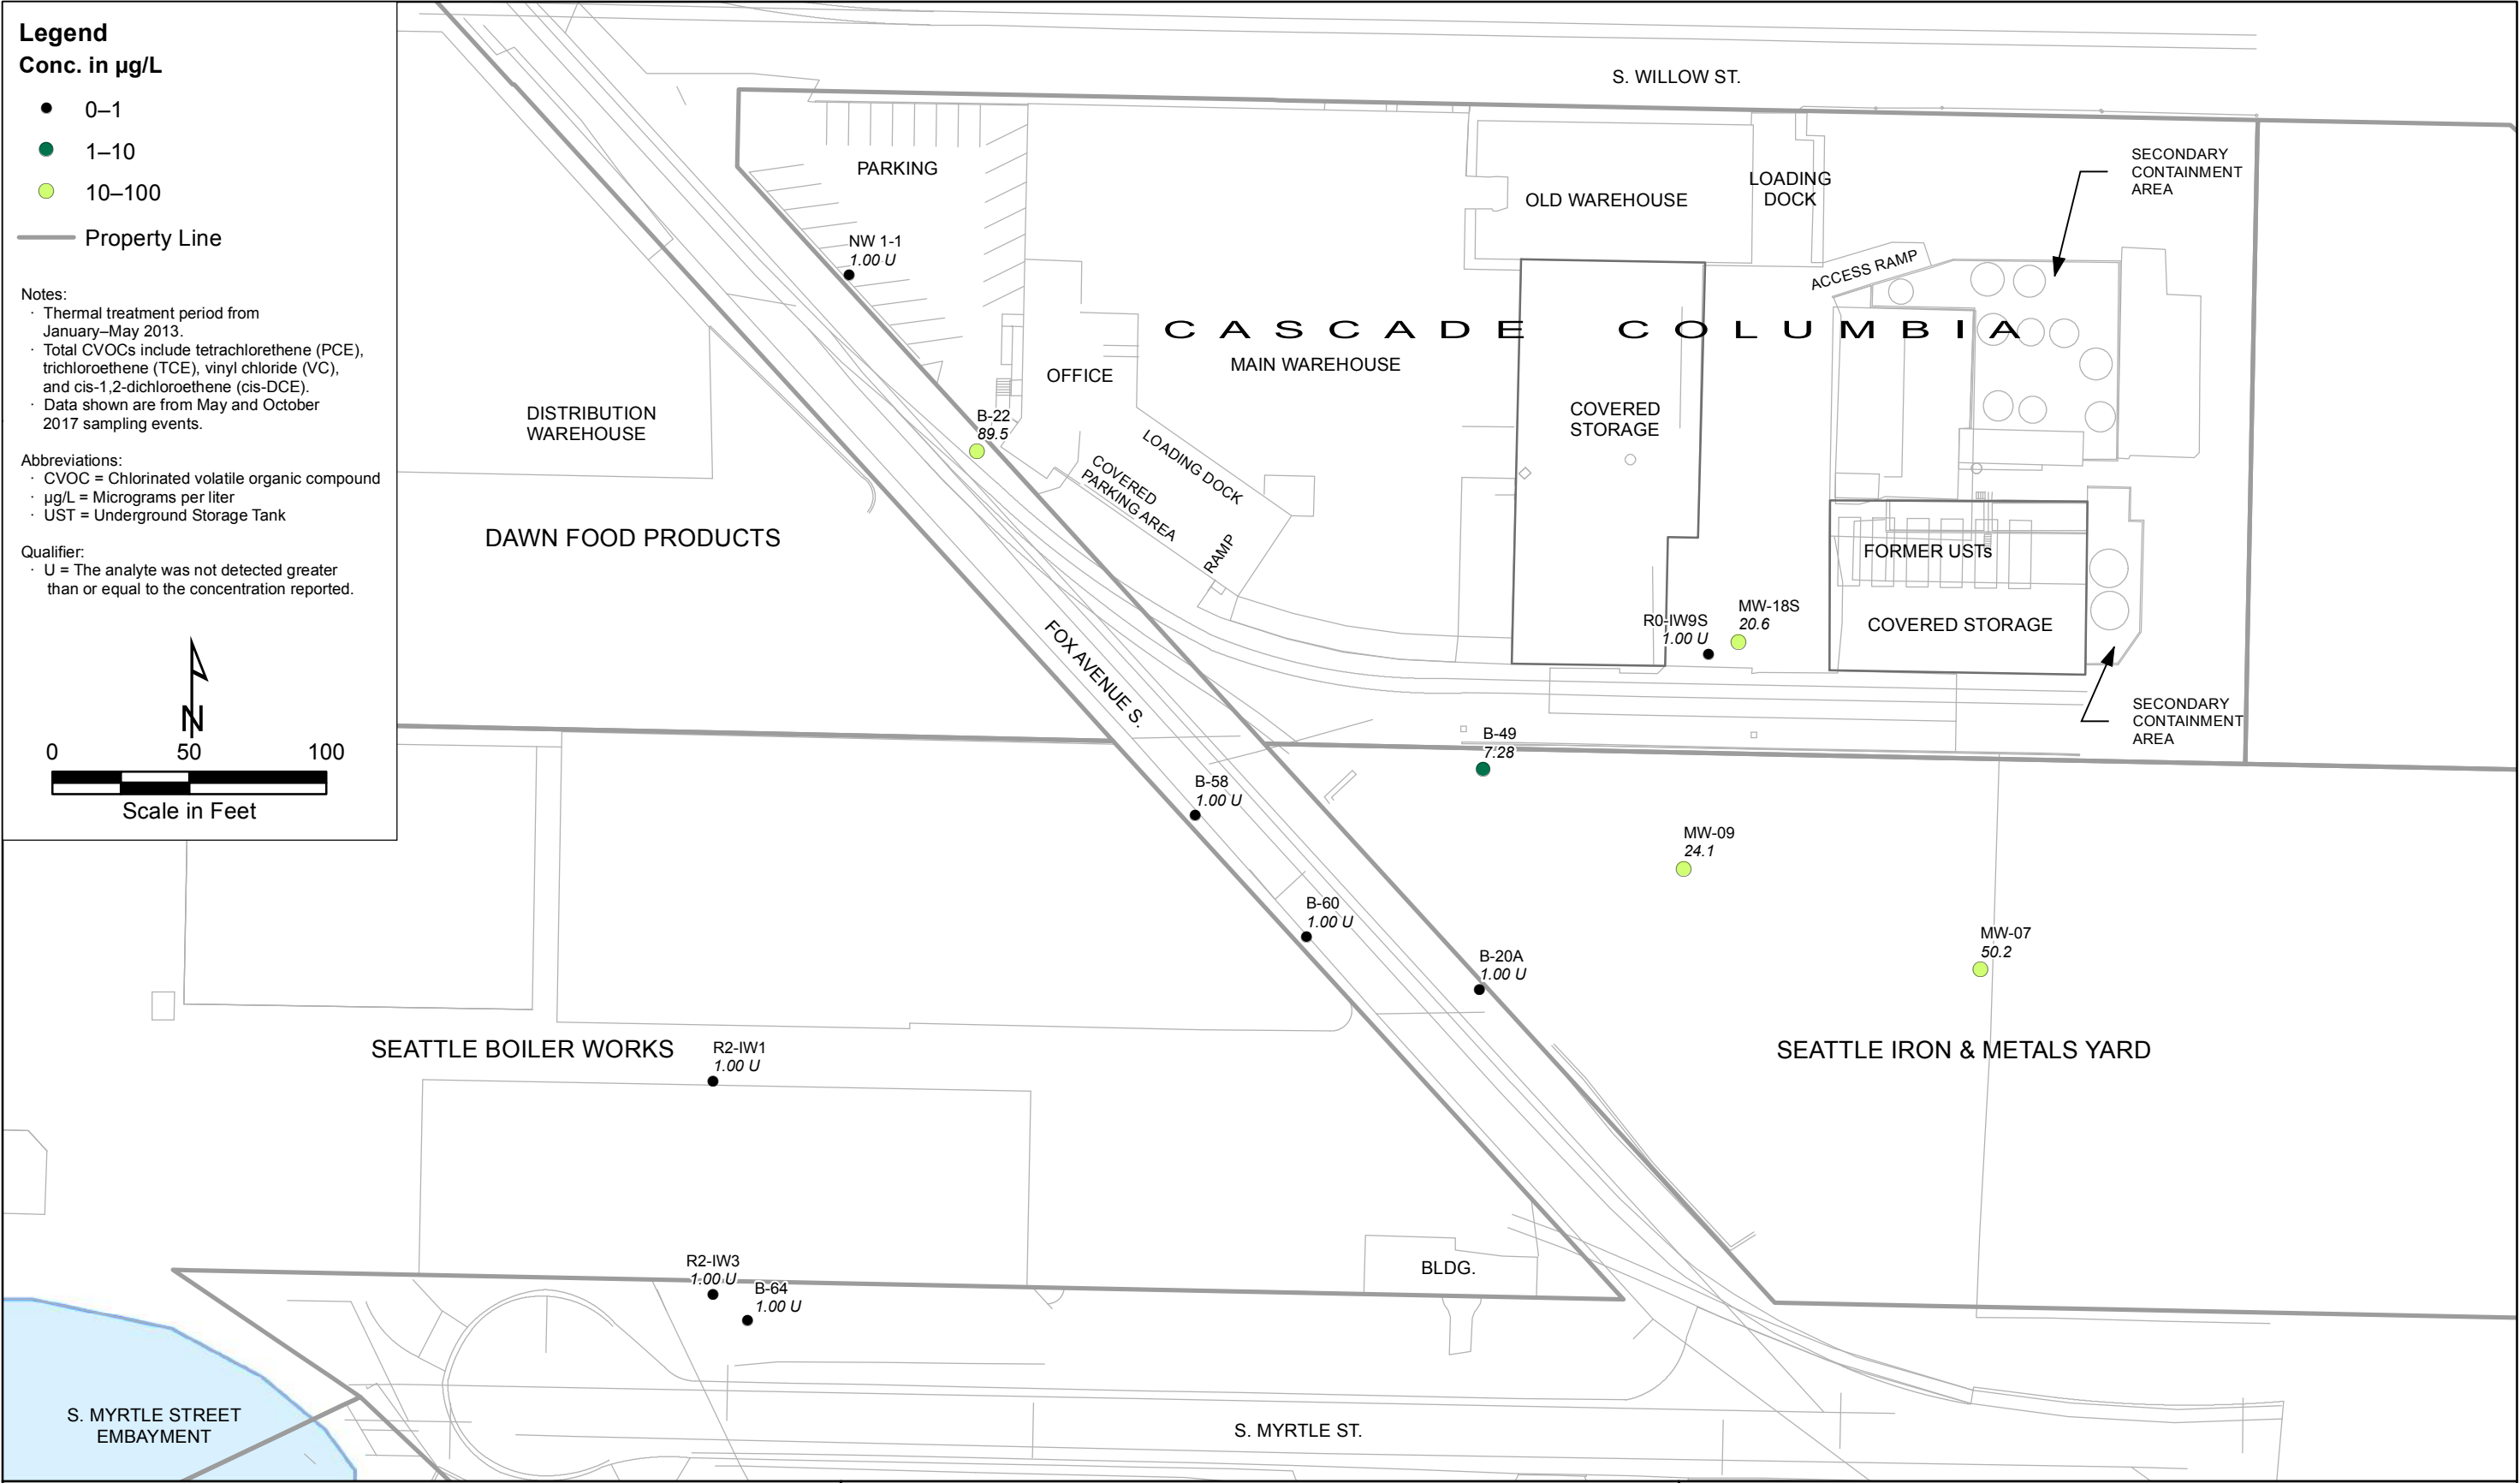 Legend
Conc. in µg/L
0–1
1–10
10–100
Property Line
Notes:
· Thermal treatment period from
January–May 2013.
· Total CVOCs include tetrachlorethene (PCE),
trichloroethene (TCE), vinyl chloride (VC),
and cis-1,2-dichloroethene (cis-DCE).
· Data shown are from May and October
2017 sampling events.
Abbreviations:
· CVOC = Chlorinated volatile organic compound
· µg/L = Micrograms per liter
· UST = Underground Storage Tank
Qualifier:
· U = The analyte was not detected greater
than or equal to the concentration reported.
N
0 50 100
Scale in Feet
S. WILLOW ST.
PARKING
OLD WAREHOUSE
LOADING
DOCK
SECONDARY
CONTAINMENT
AREA
NW 1-1
1.00 U
ACCESS RAMP
CASCADE COLUMBIA
MAIN WAREHOUSE
OFFICE
DISTRIBUTION
WAREHOUSE
B-22
89.5
COVERED
STORAGE
LOADING DOCK
COVERED
PARKING AREA
RAMP
DAWN FOOD PRODUCTS
FORMER USTs
COVERED STORAGE
R0-IW9S
1.00 U
MW-18S
20.6
FOX AVENUE S.
SECONDARY
CONTAINMENT
AREA
B-49
7.28
B-58
1.00 U
MW-09
24.1
B-60
1.00 U
MW-07
50.2
B-20A
1.00 U
SEATTLE BOILER WORKS
R2-IW1
1.00 U
SEATTLE IRON & METALS YARD
R2-IW3
1.00 U
B-64
1.00 U
BLDG.
S. MYRTLE STREET
EMBAYMENT
S. MYRTLE ST.